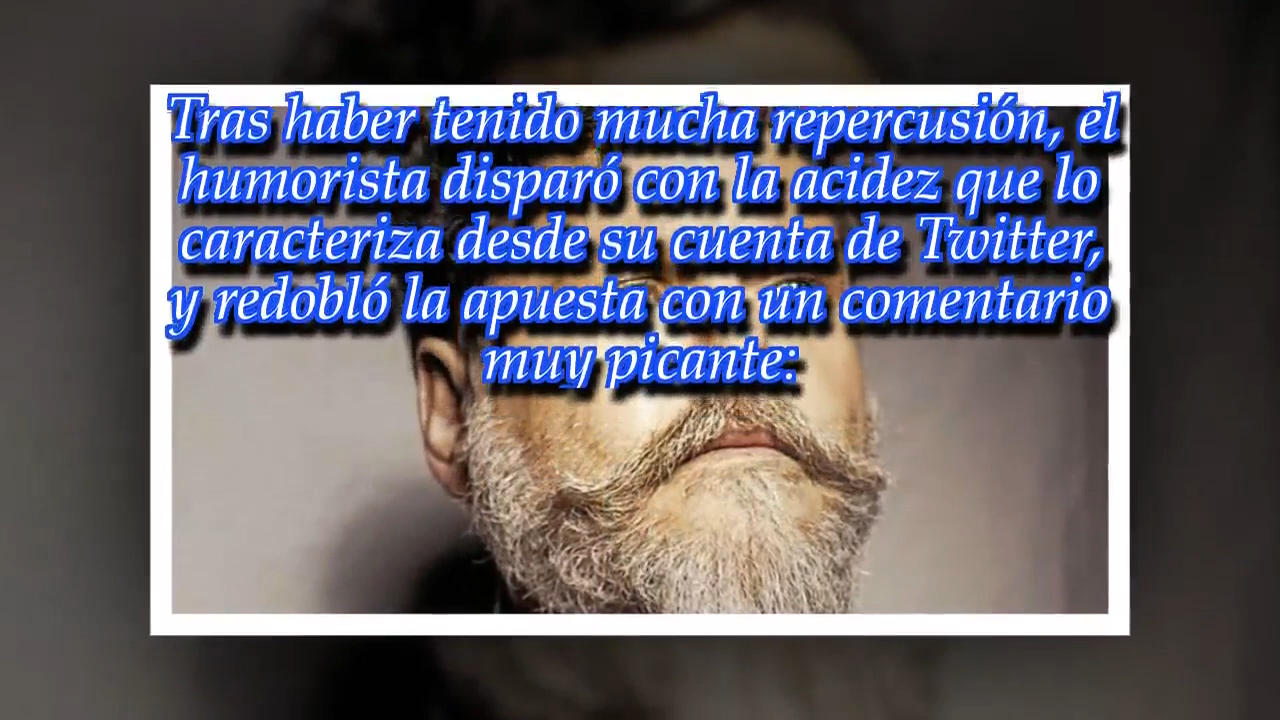 Tras haber tenido mucha repercusión, el
humorista disparó con la acidez que lo
caracteriza desde su cuenta de Twitter,
y redobló la apuesta con un comentario
muy picante: